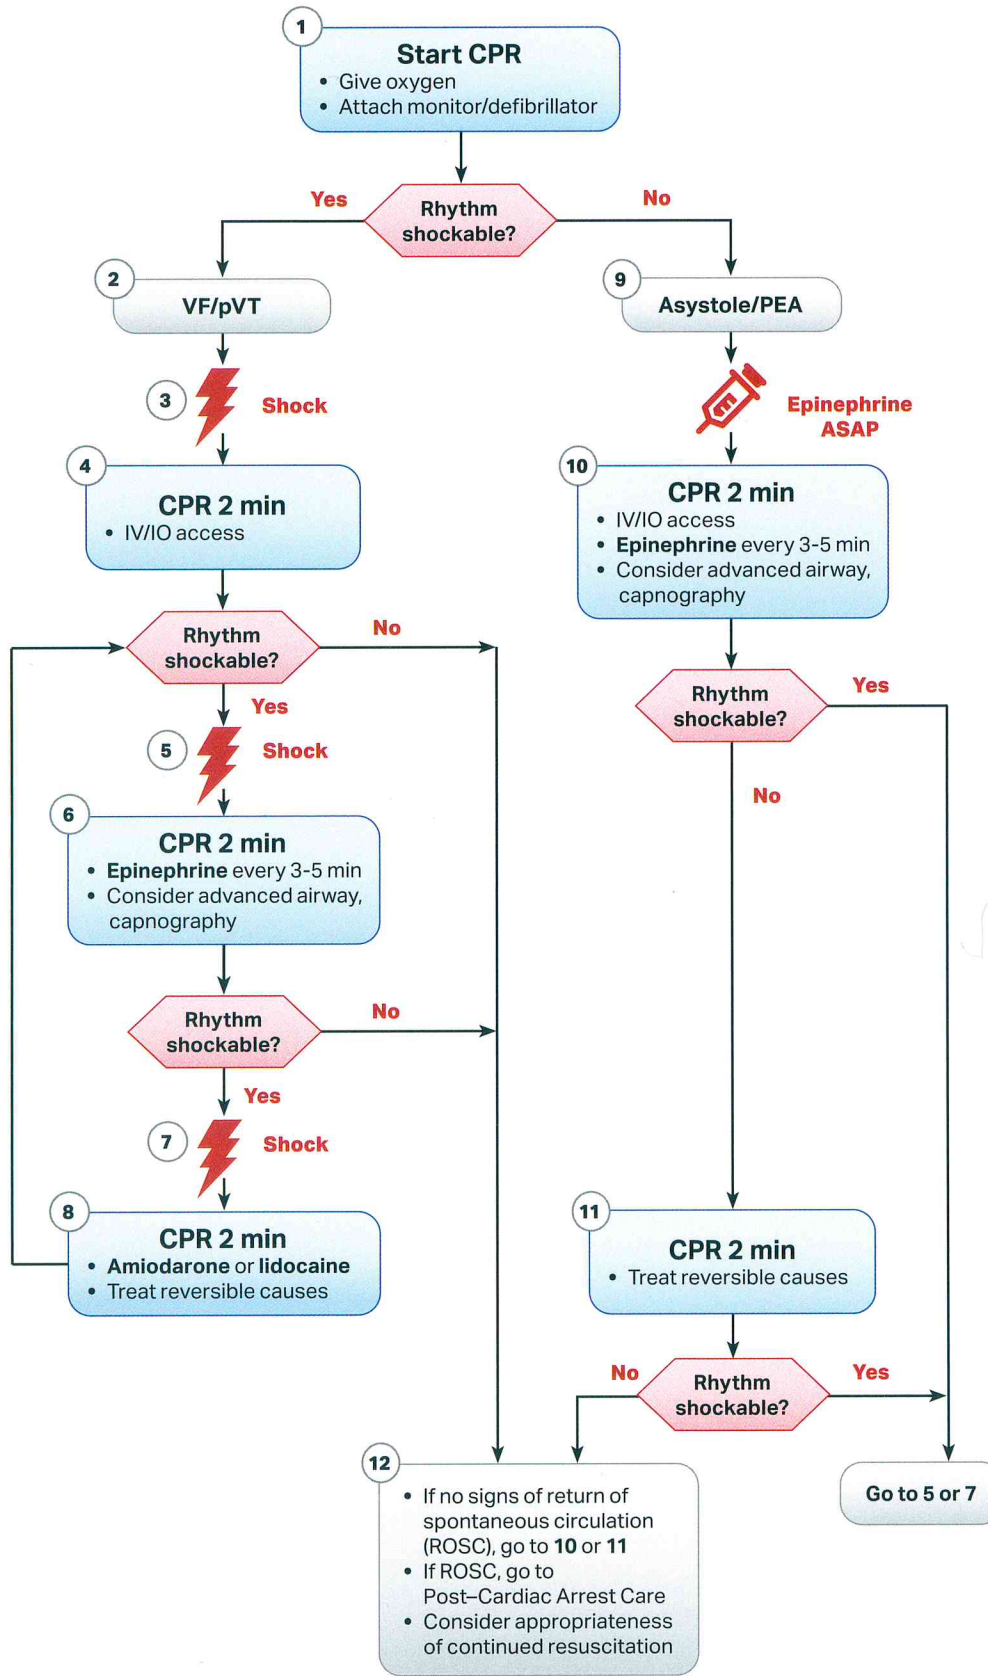 1
Start CPR
• Give oxygen
• Attach monitor/defibrillator
Rhythm
shockable?
Yes
No
2
VF/pVT
3
Shock
4
CPR 2 min
• IV/IO access
Rhythm
shockable?
No
Yes
5
Shock
6
CPR 2 min
• Epinephrine every 3-5 min
• Consider advanced airway,
capnography
Rhythm
shockable?
No
Yes
7
Shock
8
CPR 2 min
• Amiodarone or lidocaine
• Treat reversible causes
9
Asystole/PEA
Epinephrine
ASAP
10
CPR 2 min
• IV/IO access
• Epinephrine every 3-5 min
• Consider advanced airway,
capnography
Rhythm
shockable?
Yes
No
11
CPR 2 min
• Treat reversible causes
Rhythm
shockable?
No
Yes
12
• If no signs of return of
spontaneous circulation
(ROSC), go to 10 or 11
• If ROSC, go to
Post–Cardiac Arrest Care
• Consider appropriateness
of continued resuscitation
Go to 5 or 7